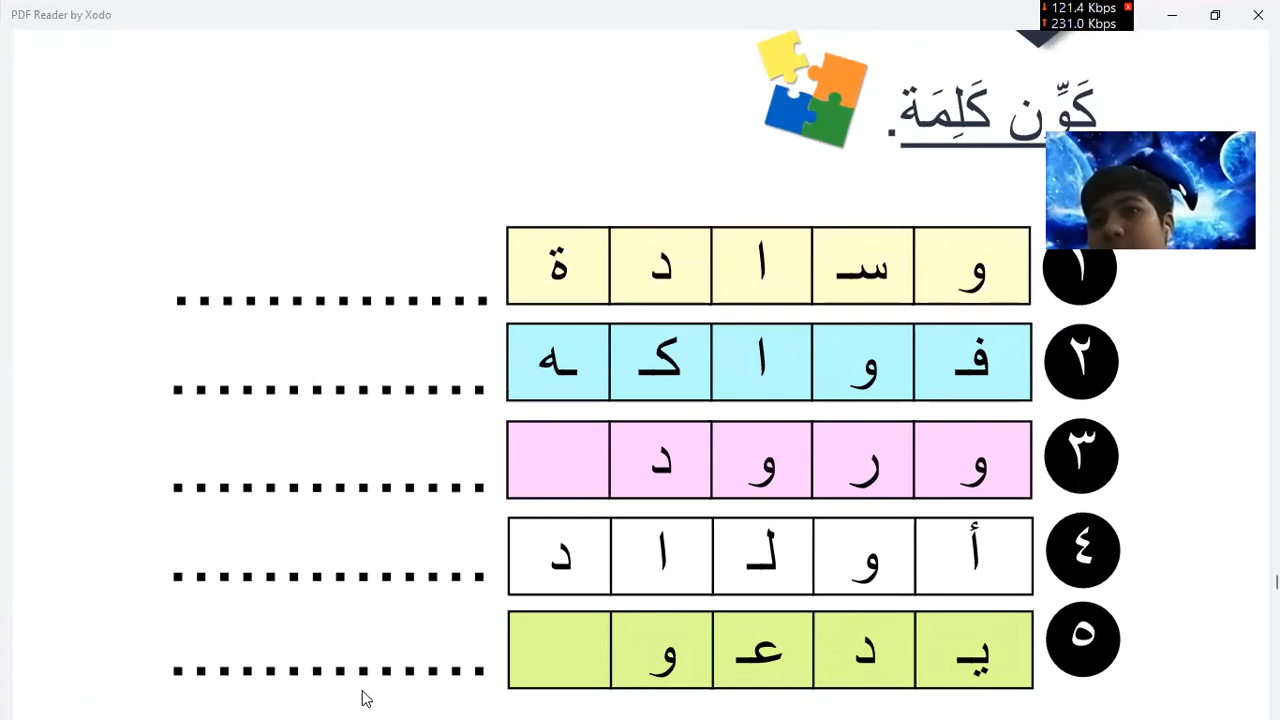 PDF Reader by Xodo
121.4 Kbps
231.0 Kbps
كَوِّن كَلِمَة.
١ و سـ ا د ة ..............
٢ فـ و ا كـ ـه ..............
٣ و ر و د ..............
٤ أ و لـ ا د ..............
٥ يـ د عـ و ..............